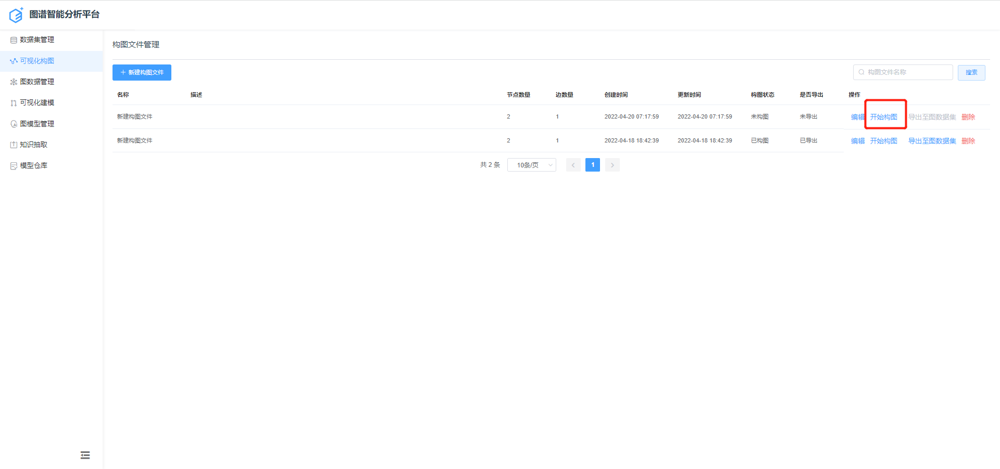 图谱智能分析平台
数据集管理
可视化构图
图数据管理
可视化建模
图模型管理
知识抽取
模型仓库
构图文件管理
新建构图文件
构图文件名称
搜索
名称 描述 节点数量 边数量 创建时间 更新时间 构图状态 是否导出 操作
新建构图文件 2 1 2022-04-20 07:17:59 2022-04-20 07:17:59 未构图 未导出 编辑 开始构图 导出至图数据集 删除
新建构图文件 2 1 2022-04-18 18:42:39 2022-04-18 18:42:39 已构图 已导出 编辑 开始构图 导出至图数据集 删除
共 2 条 10条/页 1